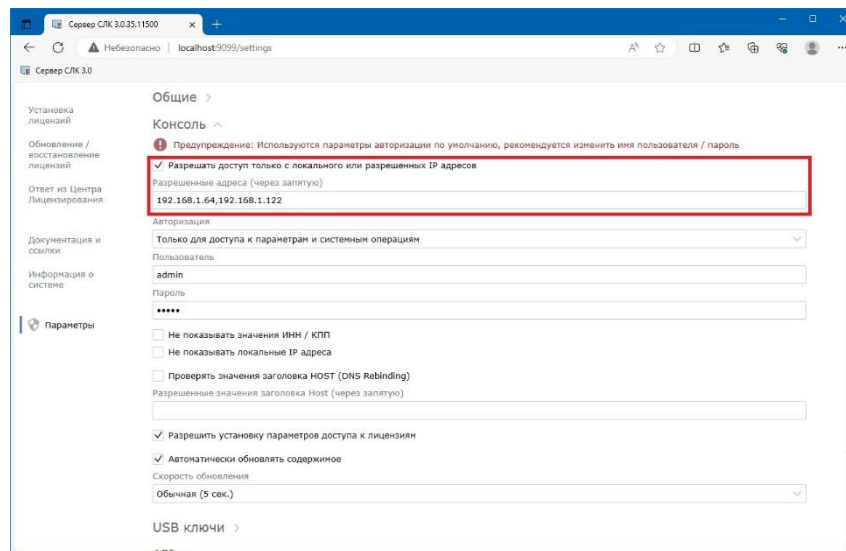 Сервер СЛК 3.0.35.11500
Небезопасно | localhost:9099/settings
Сервер СЛК 3.0
Установка
лицензий
Обновление /
восстановление
лицензий
Ответ из Центра
Лицензирования
Документация и
ссылки
Информация о
системе
Параметры
Общие
Консоль
Предупреждение: Используются параметры авторизации по умолчанию, рекомендуется изменить имя пользователя / пароль
Разрешать доступ только с локального или разрешенных IP адресов
Разрешенные адреса (через запятую)
192.168.1.64,192.168.1.122
Авторизация
Только для доступа к параметрам и системным операциям
Пользователь
admin
Пароль
•••••
Не показывать значения ИНН / КПП
Не показывать локальные IP адреса
Проверять значения заголовка HOST (DNS Rebinding)
Разрешенные значения заголовка Host (через запятую)
Разрешить установку параметров доступа к лицензиям
Автоматически обновлять содержимое
Скорость обновления
Обычная (5 сек.)
USB ключи